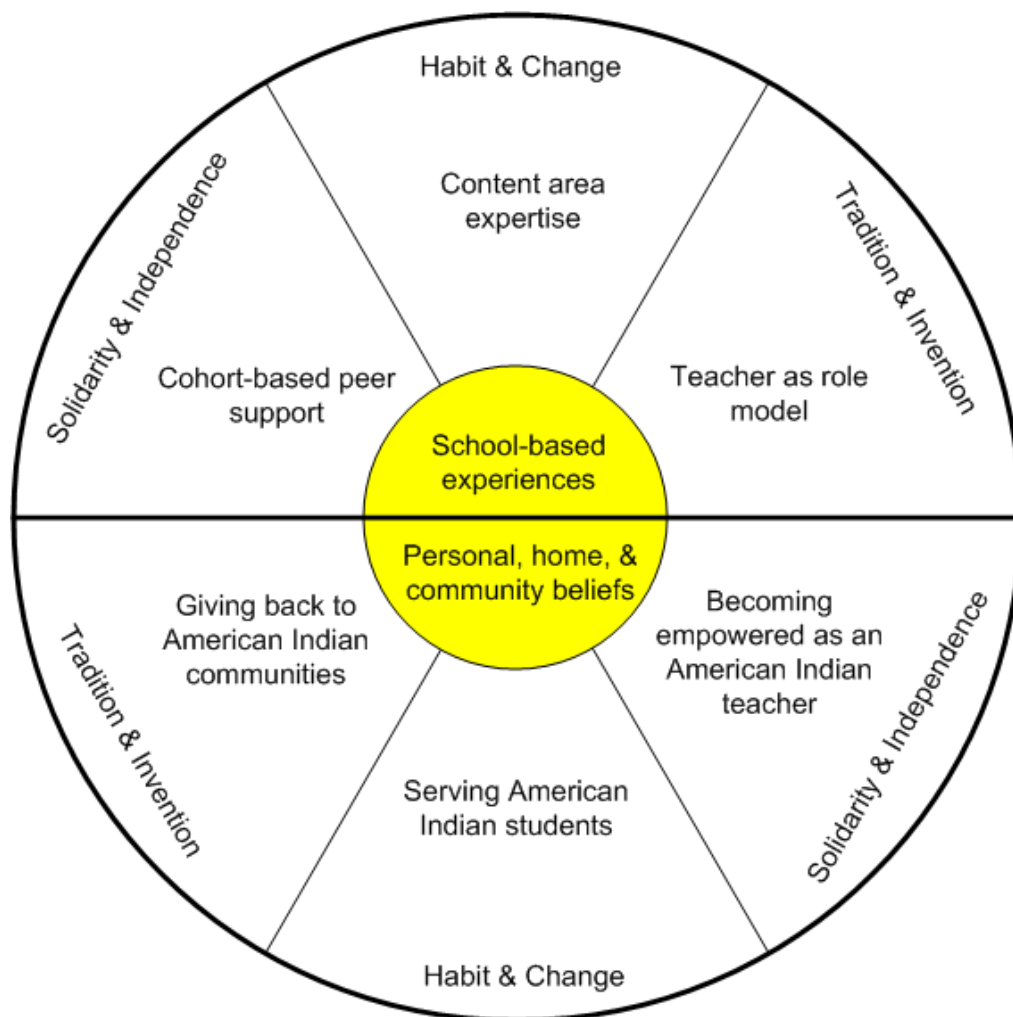 Habit & Change
Content area
expertise
Solidarity & Independence
Tradition & Invention
Cohort-based peer
support
Teacher as role
model
School-based
experiences
Personal, home, &
community beliefs
Giving back to
American Indian
communities
Becoming
empowered as an
American Indian
teacher
Tradition & Invention
Solidarity & Independence
Serving American
Indian students
Habit & Change